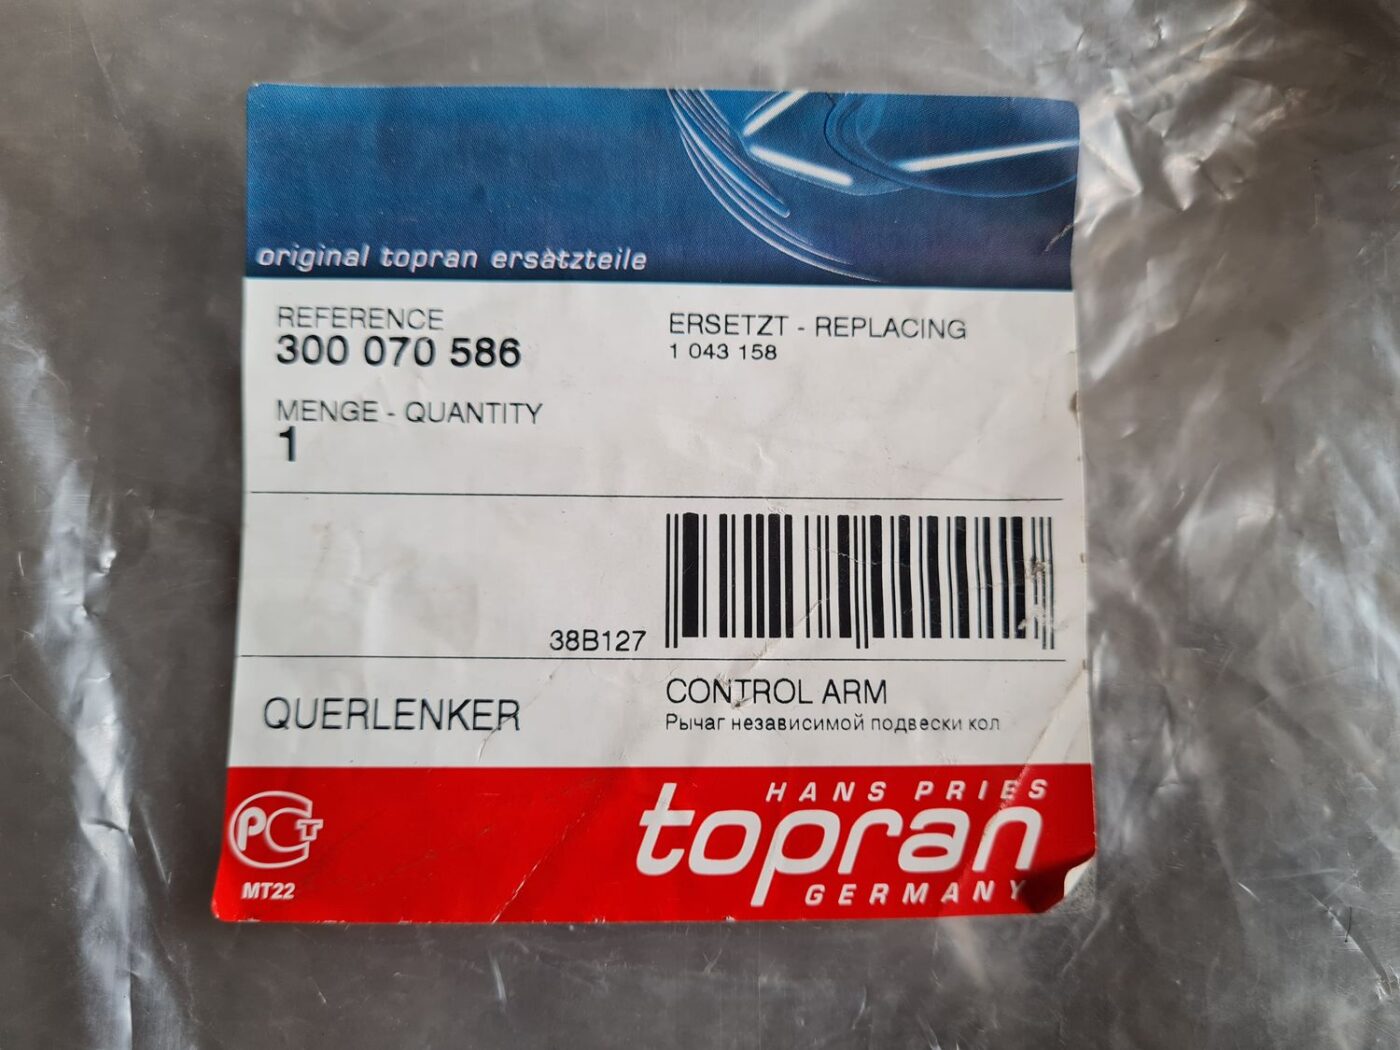 original topran ersatzteile
REFERENCE
300 070 586
ERSETZT - REPLACING
1 043 158
MENGE - QUANTITY
1
38B127
QUERLENKER
CONTROL ARM
Рычаг независимой подвески кол
РСТ
MT22
HANS PRIES
topran
GERMANY